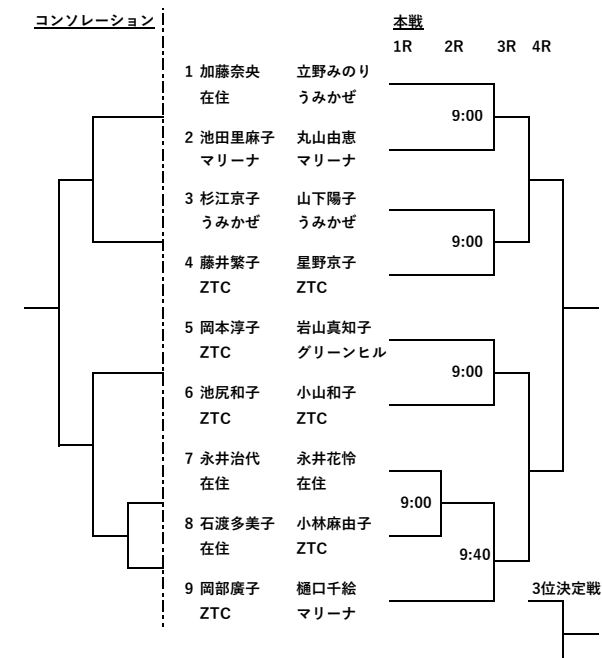 コンソレーション 本戦
1R 2R 3R 4R
1 加藤奈央 立野みのり
在住 うみかぜ
9:00
2 池田里麻子 丸山由恵
マリーナ マリーナ
3 杉江京子 山下陽子
うみかぜ うみかぜ
9:00
4 藤井繁子 星野京子
ZTC ZTC
5 岡本淳子 岩山真知子
ZTC グリーンヒル
9:00
6 池尻和子 小山和子
ZTC ZTC
7 永井治代 永井花怜
在住 在住
9:00
8 石渡多美子 小林麻由子
在住 ZTC
9:40
9 岡部廣子 樋口千絵 3位決定戦
ZTC マリーナ